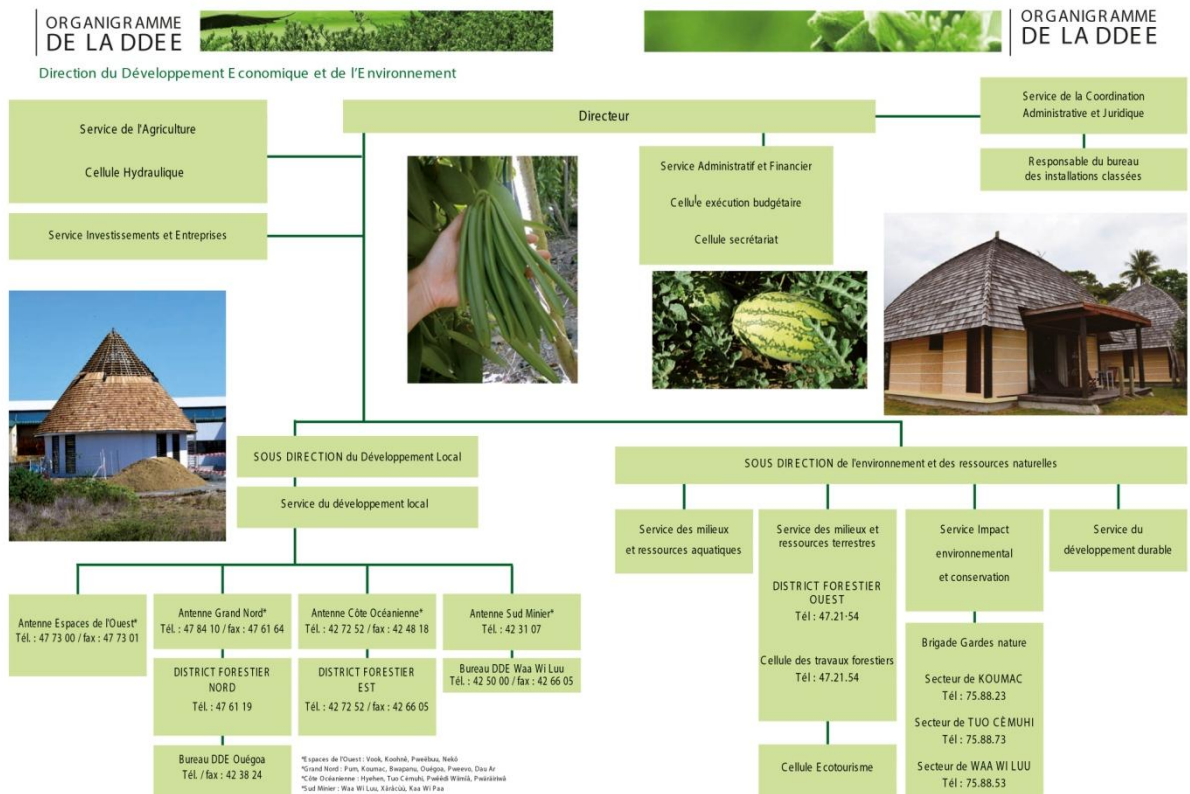 ORGANIGRAMME
DE LA DDEE
ORGANIGRAMME
DE LA DDEE
Direction du Développement Economique et de l'Environnement
Service de l'Agriculture
Cellule Hydraulique
Service Investissements et Entreprises
Directeur
Service Administratif et Financier
Cellule exécution budgétaire
Cellule secrétariat
Service de la Coordination
Administrative et Juridique
Responsable du bureau
des installations classées
SOUS DIRECTION du Développement Local
Service du développement local
Antenne Espaces de l'Ouest*
Tél. : 47 73 00 / fax : 47 73 01
Antenne Grand Nord*
Tél. : 47 84 10 / fax : 47 61 64
DISTRICT FORESTIER
NORD
Tél. : 47 61 19
Bureau DDE Ouégoa
Tél. / fax : 42 38 24
Antenne Côte Océanienne*
Tél. : 42 72 52 / fax : 42 48 18
DISTRICT FORESTIER
EST
Tél. : 42 72 52 / fax : 42 66 05
Antenne Sud Minier*
Tél. : 42 31 07
Bureau DDE Waa Wi Luu
Tél. : 42 50 00 / fax : 42 66 05
*Espaces de l'Ouest : Vook, Koohnê, Pweëbuu, Nekö
*Grand Nord : Pum, Koumac, Bwapanu, Ouégoa, Pweevo, Dau Ar
*Côte Océanienne : Hyehen, Tuo Cèmuhi, Pwêêdi Wâmîâ, Pwäräiriwâ
*Sud Minier : Waa Wi Luu, Xârâcùù, Kaa Wi Paa
SOUS DIRECTION de l'environnement et des ressources naturelles
Service des milieux
et ressources aquatiques
Service des milieux et
ressources terrestres
DISTRICT FORESTIER
OUEST
Tél : 47.21-54
Cellule des travaux forestiers
Tél : 47.21.54
Cellule Ecotourisme
Service Impact
environnemental
et conservation
Brigade Gardes nature
Secteur de KOUMAC
Tél : 75.88.23
Secteur de TUO CÈMUHI
Tél : 75.88.73
Secteur de WAA WI LUU
Tél : 75.88.53
Service du
développement durable